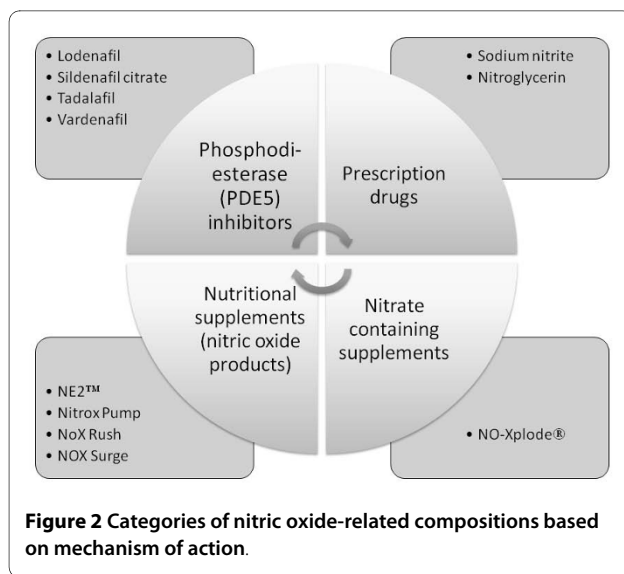 • Lodenafil
• Sildenafil citrate
• Tadalafil
• Vardenafil
• Sodium nitrite
• Nitroglycerin
Phosphodi-
esterase
(PDE5)
inhibitors
Prescription
drugs
Nutritional
supplements
(nitric oxide
products)
Nitrate
containing
supplements
• NE2™
• Nitrox Pump
• NoX Rush
• NOX Surge
• NO-Xplode®
Figure 2 Categories of nitric oxide-related compositions based
on mechanism of action.